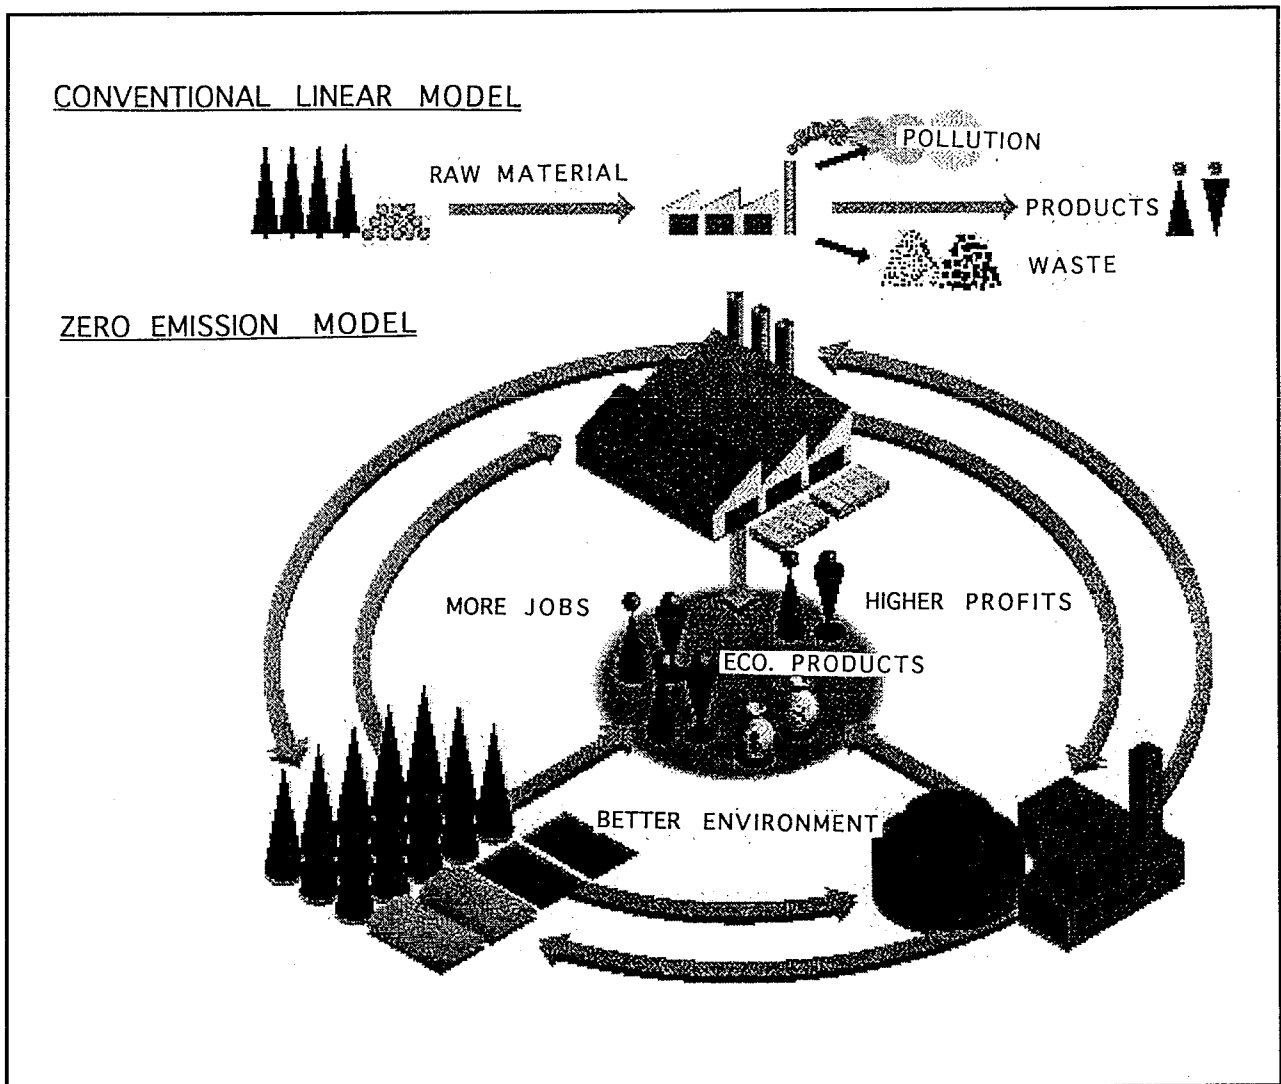 CONVENTIONAL LINEAR MODEL
POLLUTION
RAW MATERIAL
PRODUCTS
WASTE
ZERO EMISSION MODEL
MORE JOBS
HIGHER PROFITS
ECO. PRODUCTS
BETTER ENVIRONMENT